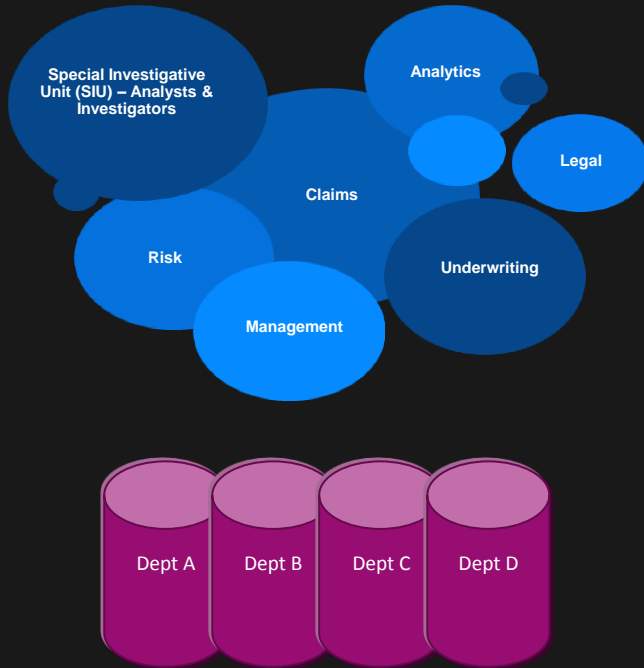 Special Investigative
Unit (SIU) – Analysts &
Investigators
Analytics
Legal
Claims
Risk
Underwriting
Management
Dept A
Dept B
Dept C
Dept D